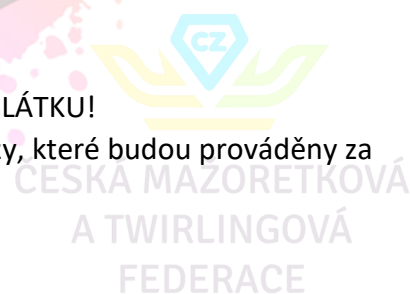 CZ
LÁTKU!
y, které budou prováděny za
ČESKÁ MAŽORETKOVÁ
A TWIRLINGOVÁ
FEDERACE